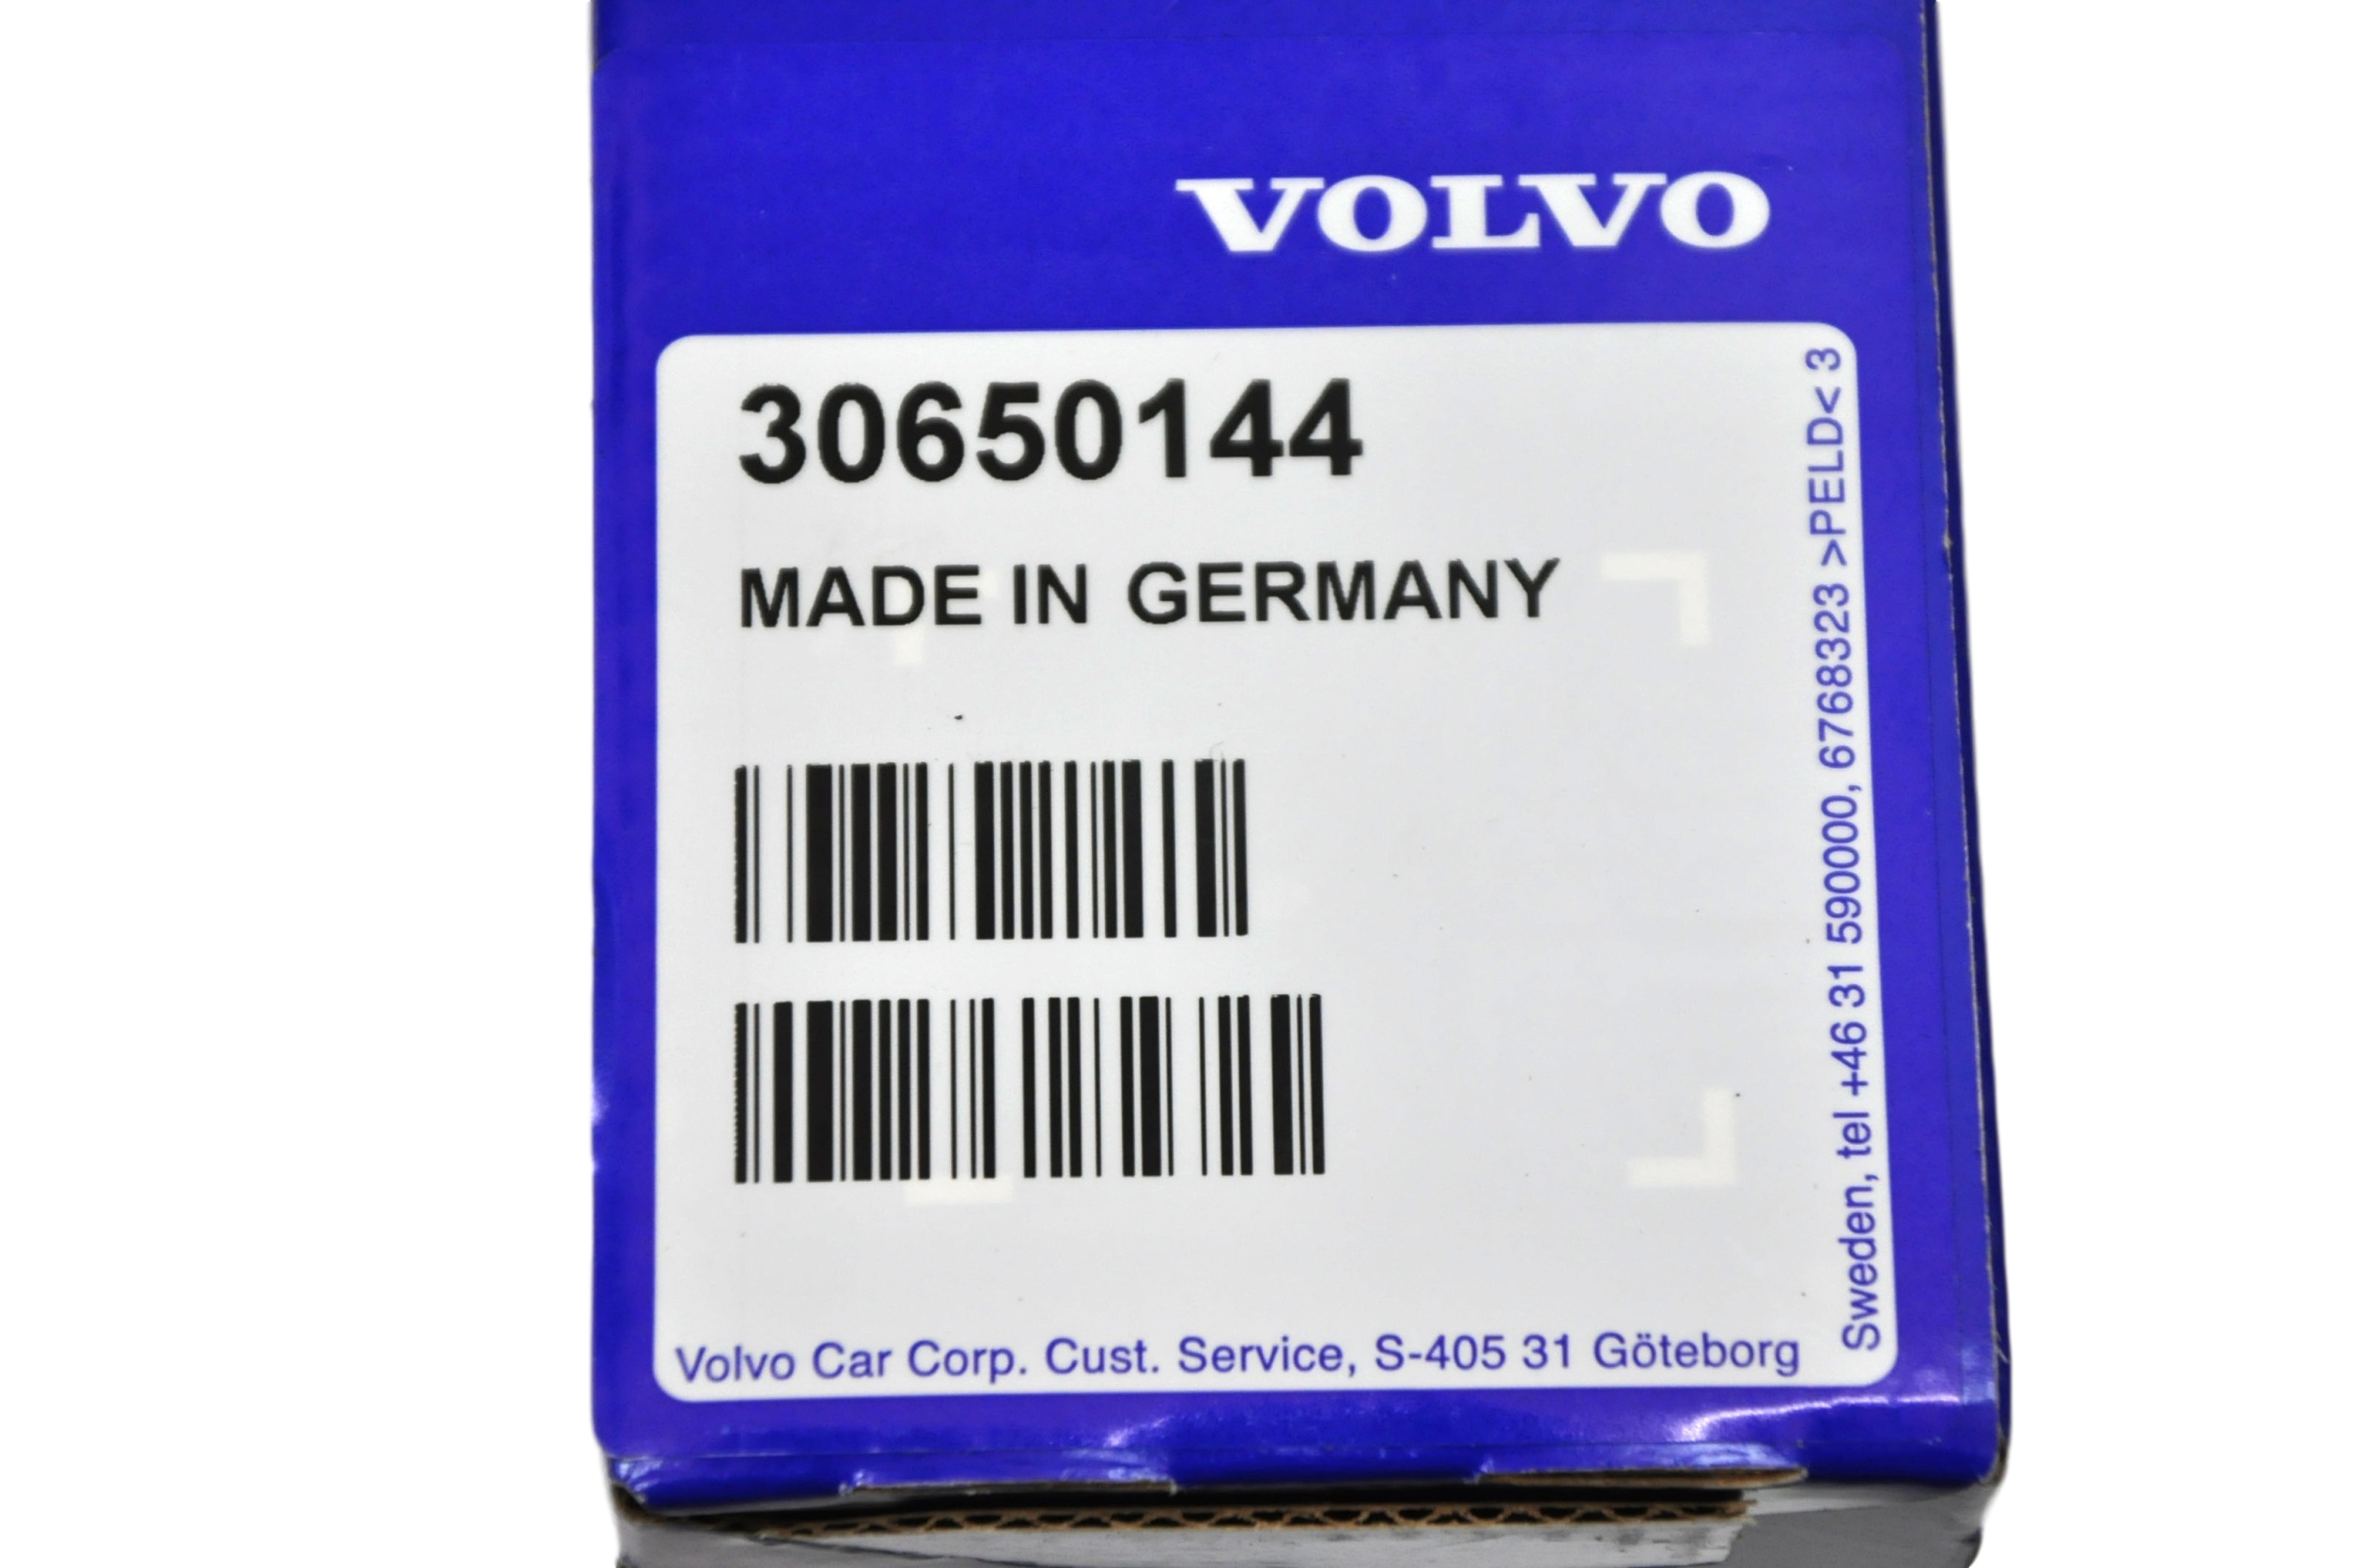 VOLVO
30650144
MADE IN GERMANY
Volvo Car Corp. Cust. Service, S-405 31 Göteborg
Sweden, tel +46 31 590000, 6768323 >PELD< 3